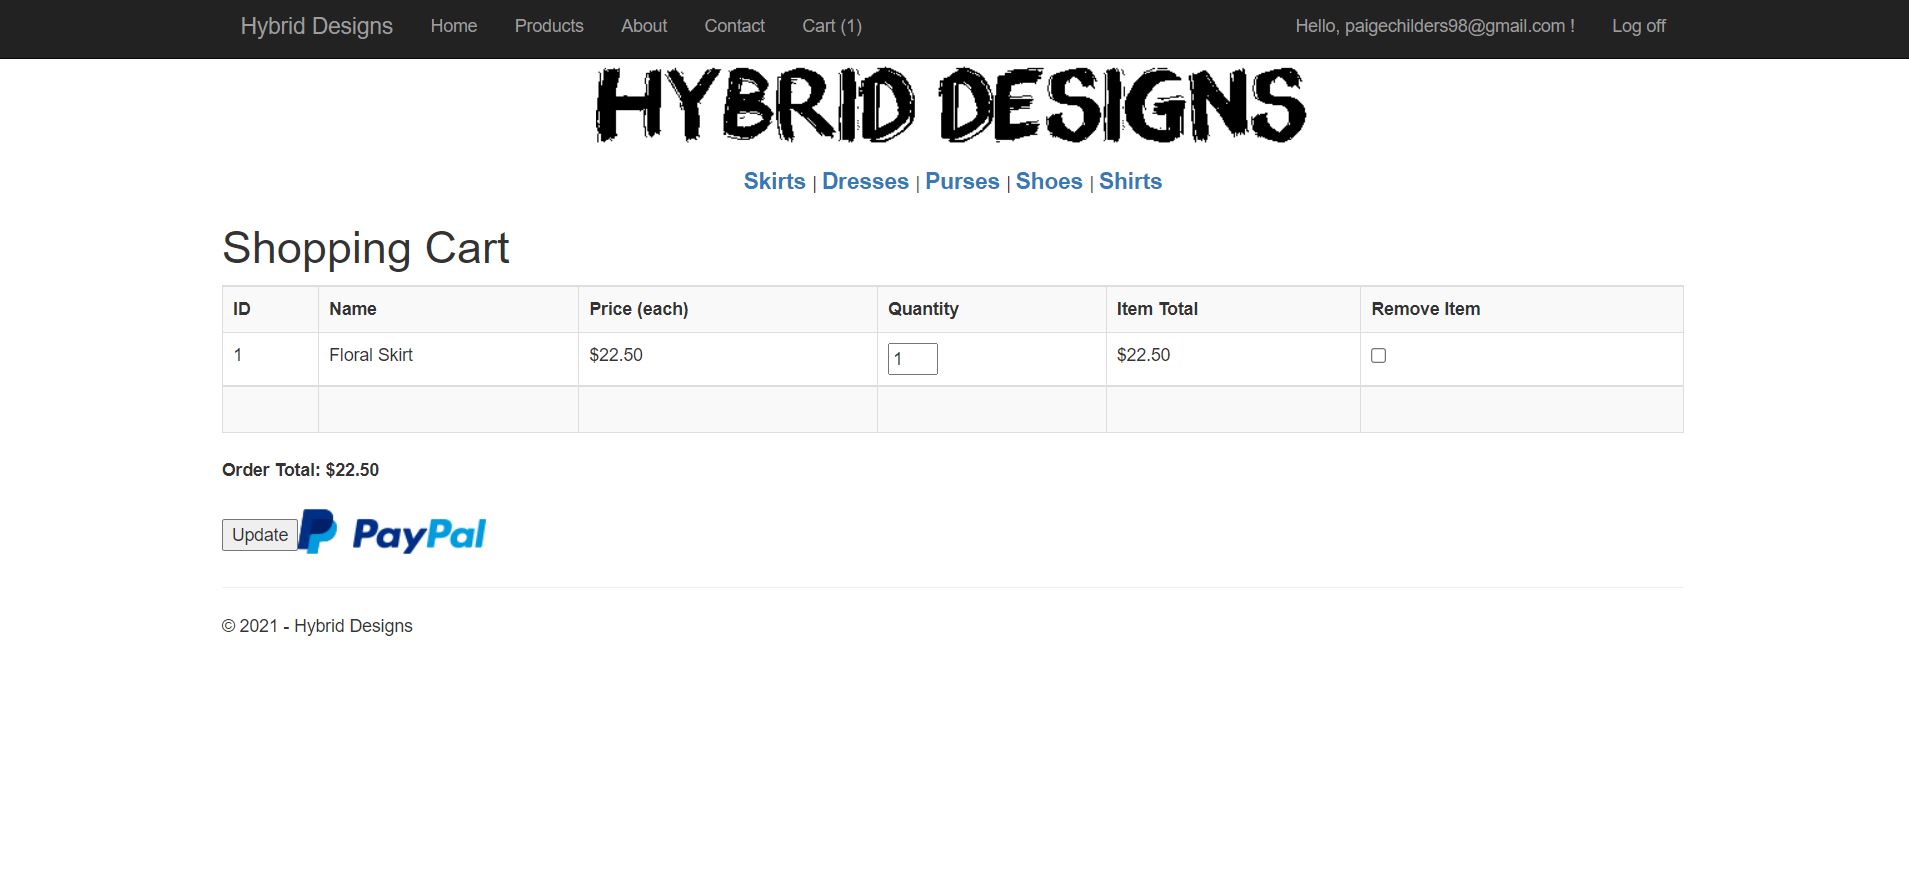 Hybrid Designs Home Products About Contact Cart (1) Hello, paigechilders98@gmail.com ! Log off
HYBRID DESIGNS
Skirts | Dresses | Purses | Shoes | Shirts
Shopping Cart
ID Name Price (each) Quantity Item Total Remove Item
1 Floral Skirt $22.50 1 $22.50
Order Total: $22.50
Update PayPal
© 2021 - Hybrid Designs